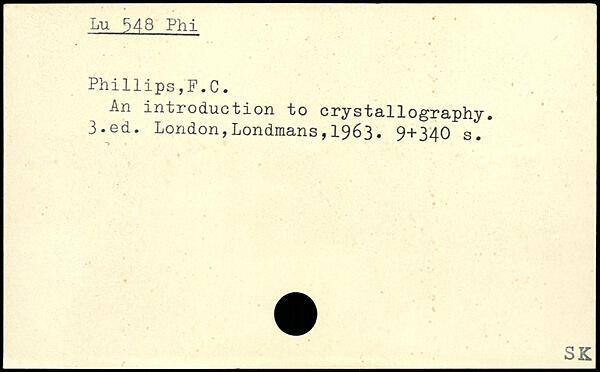 Lu 548 Phi
Phillips,F.C.
An introduction to crystallography.
3.ed. London,Londmans,1963. 9+340 s.
SK